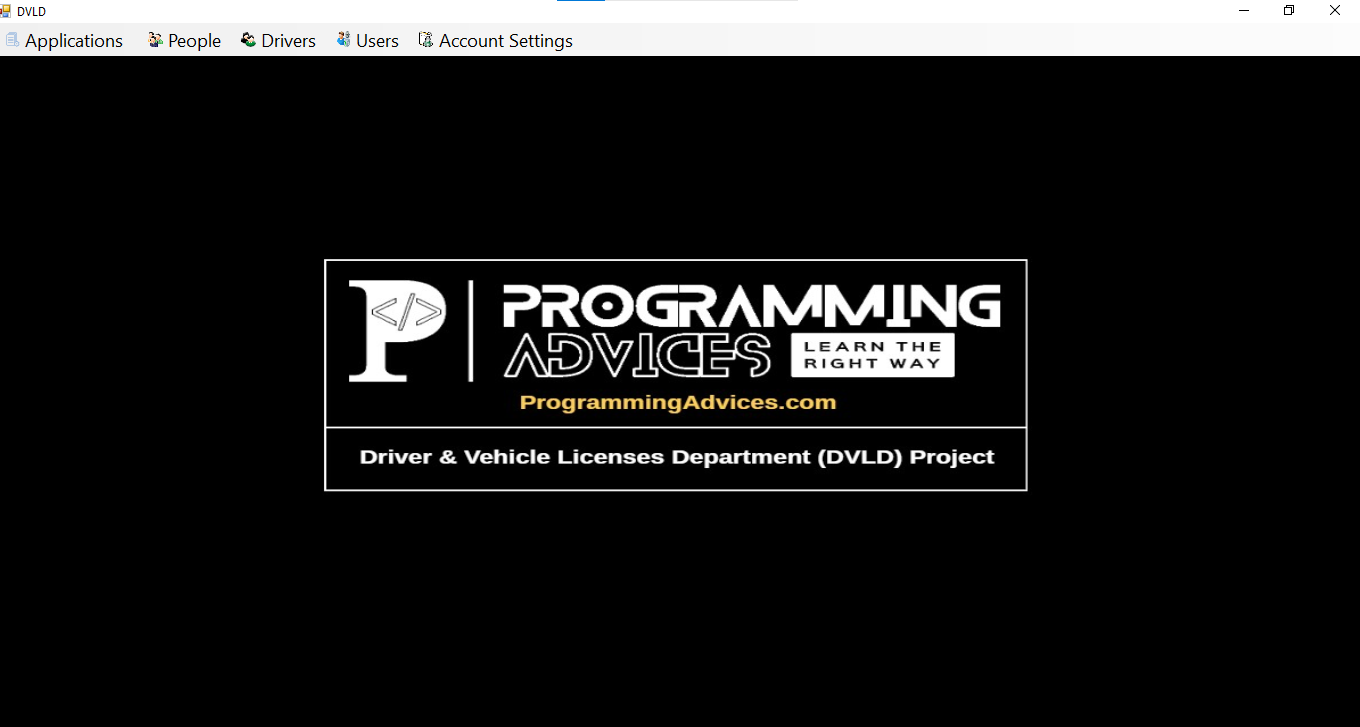 DVLD
Applications People Drivers Users Account Settings
P </>
PROGRAMMING
ADVICES LEARN THE
RIGHT WAY
ProgrammingAdvices.com
Driver & Vehicle Licenses Department (DVLD) Project